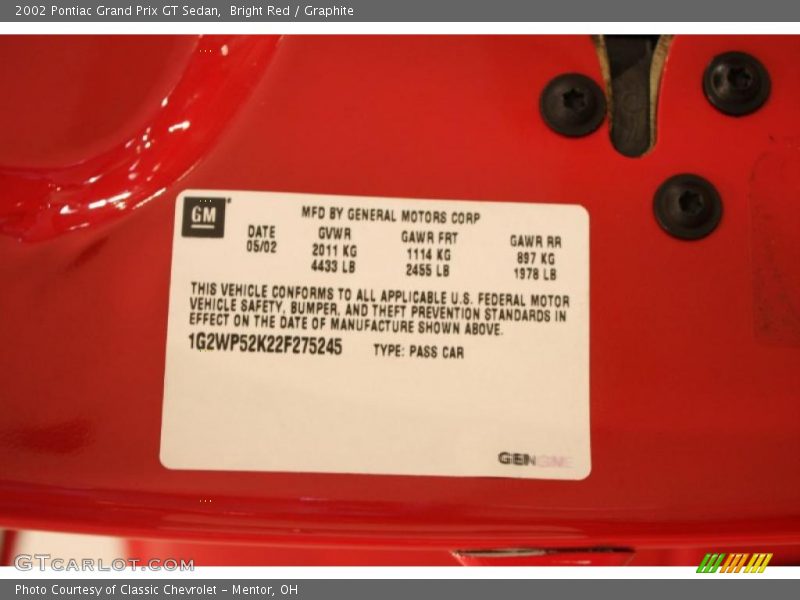 2002 Pontiac Grand Prix GT Sedan,  Bright Red / Graphite
GM
MFD BY GENERAL MOTORS CORP
DATE GVWR GAWR FRT GAWR RR
05/02 2011 KG 1114 KG 897 KG
4433 LB 2455 LB 1978 LB
THIS VEHICLE CONFORMS TO ALL APPLICABLE U.S. FEDERAL MOTOR
VEHICLE SAFETY, BUMPER, AND THEFT PREVENTION STANDARDS IN
EFFECT ON THE DATE OF MANUFACTURE SHOWN ABOVE.
1G2WP52K22F275245 TYPE: PASS CAR
GTCARLOT.COM
Photo Courtesy of Classic Chevrolet - Mentor, OH